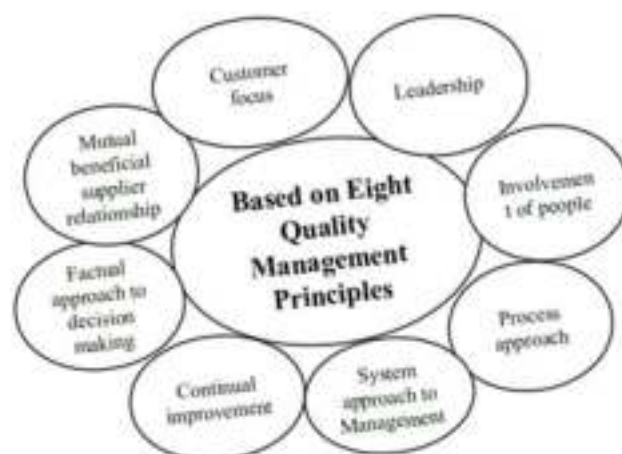 Customer
focus
Leadership
Involvemen
t of people
Process
approach
System
approach to
Management
Continual
improvement
Factual
approach to
decision
making
Mutual
beneficial
supplier
relationship
Based on Eight
Quality
Management
Principles